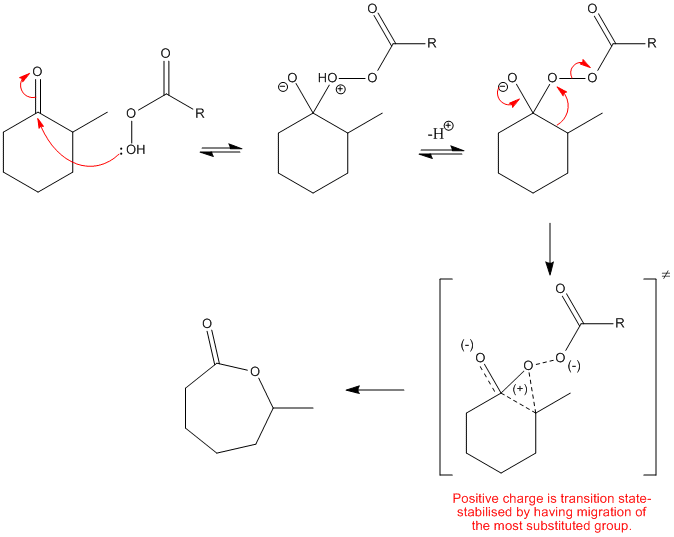 O
O
O
R
:OH
O
HO
⊕
O
R
⊖
O
-H⊕
O
O
O
R
⊖
O
≠
O
R
(-)
O
O
O
(-)
(+)
O
O
Positive charge is transition state-
stabilised by having migration of
the most substituted group.